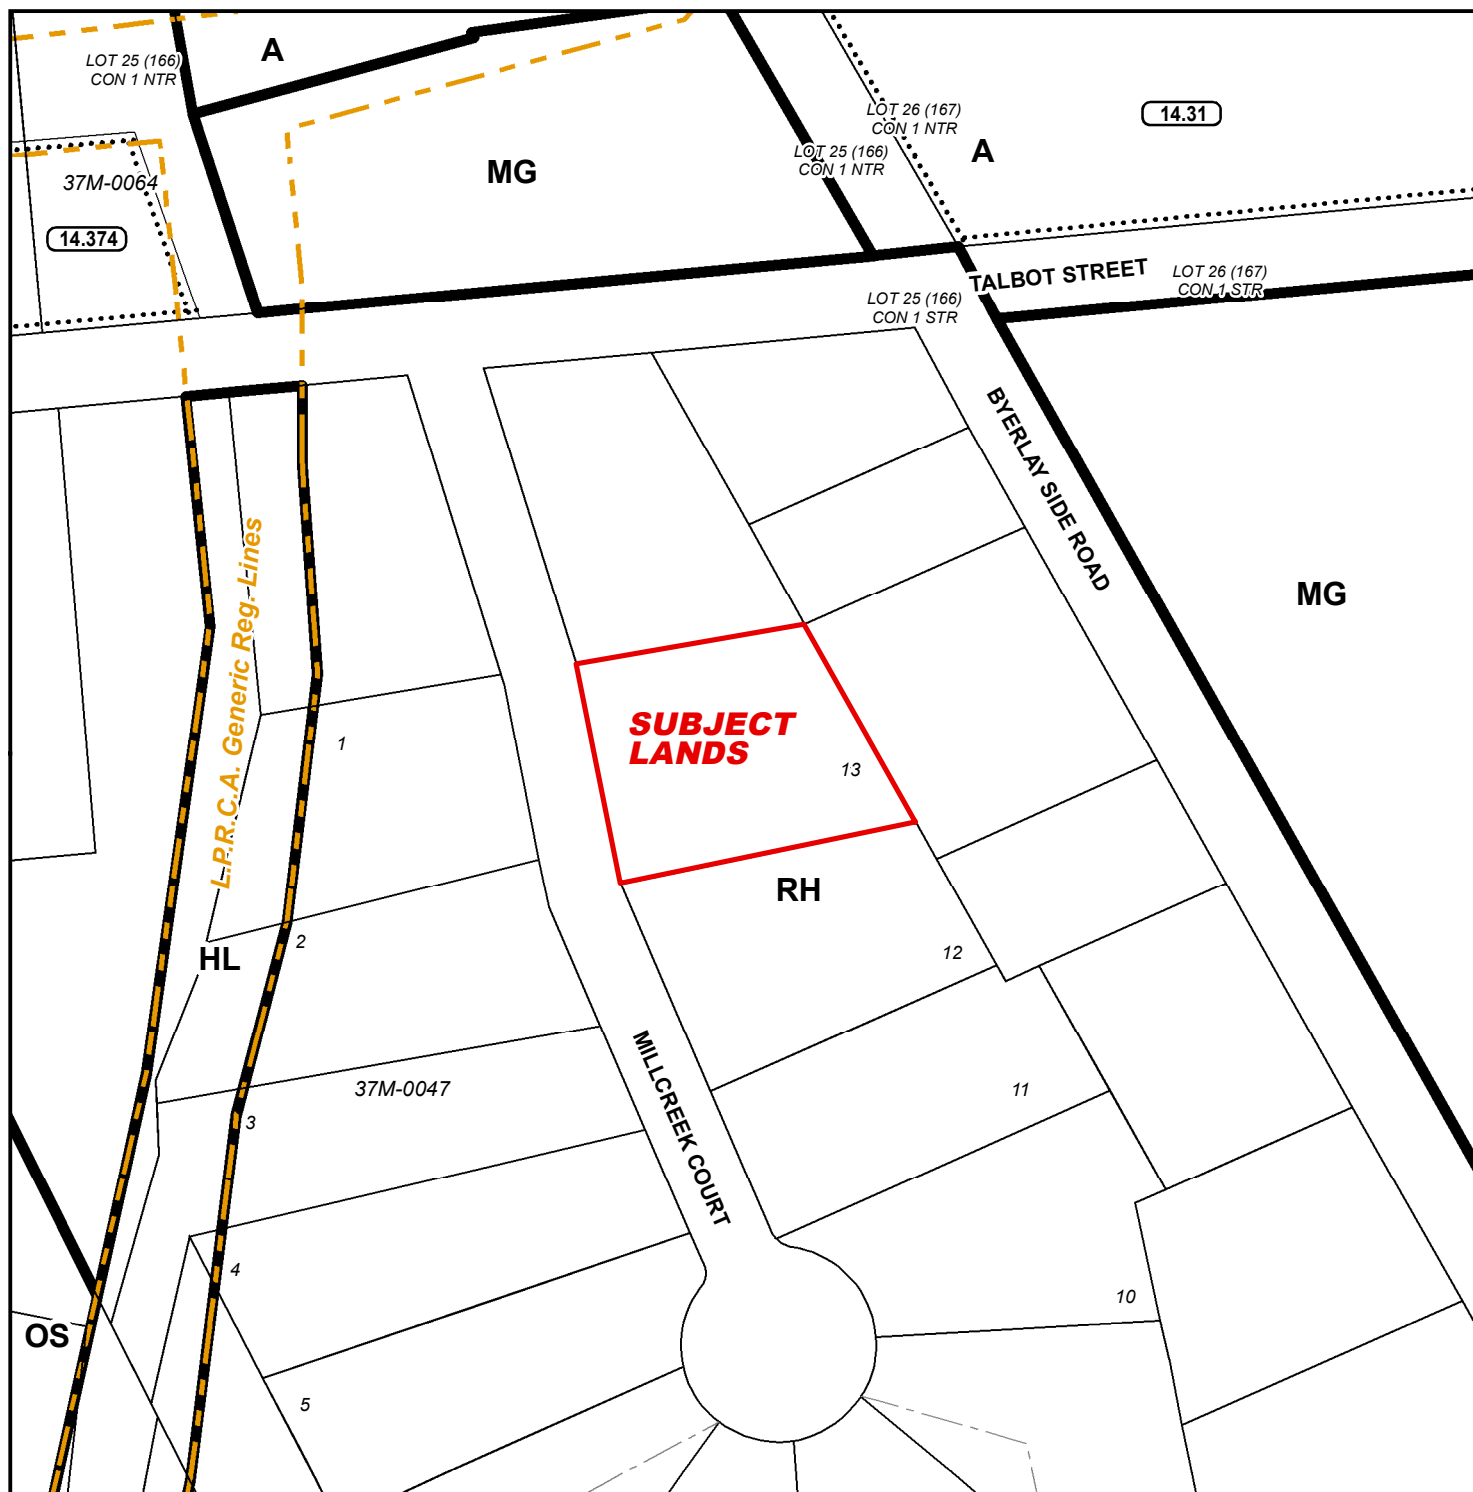 A
LOT 25 (166)
CON 1 NTR
LOT 26 (167)
CON 1 NTR
14.31
A
LOT 25 (166)
CON 1 NTR
MG
37M-0064
14.374
TALBOT STREET
LOT 26 (167)
CON 1 STR
LOT 25 (166)
CON 1 STR
BYERLAY SIDE ROAD
MG
L.P.R.C.A. Generic Reg. Lines
SUBJECT
LANDS
1
13
RH
2
12
HL
MILLCREEK COURT
37M-0047
11
3
4
10
OS
5